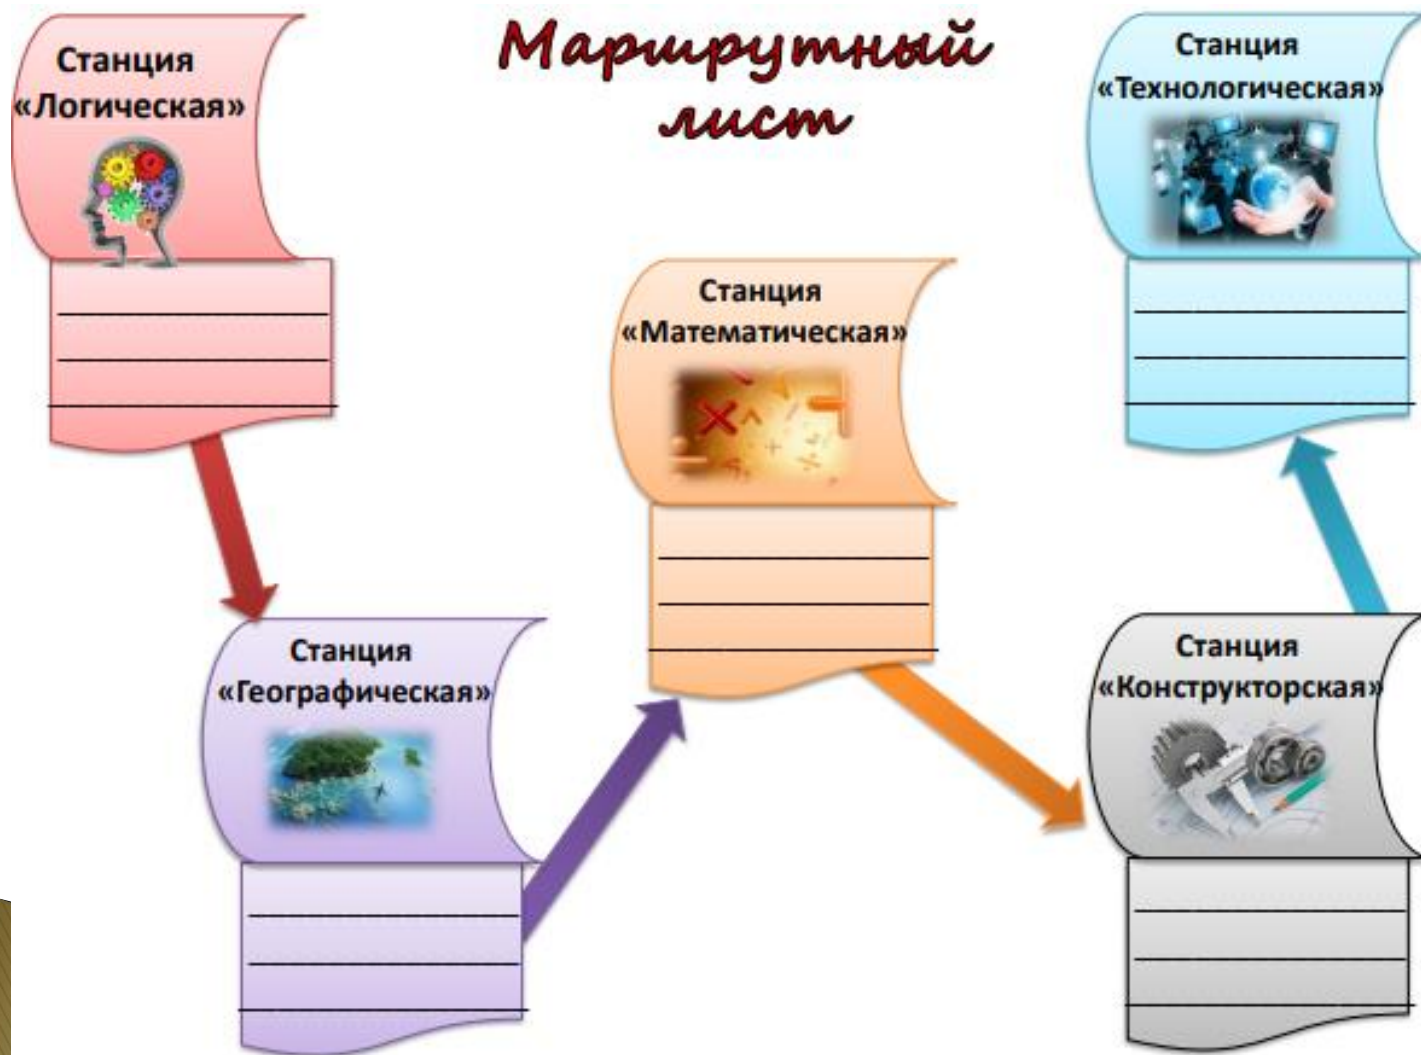 Маршрутный
лист
Станция
«Логическая»
Станция
«Географическая»
Станция
«Математическая»
Станция
«Конструкторская»
Станция
«Технологическая»